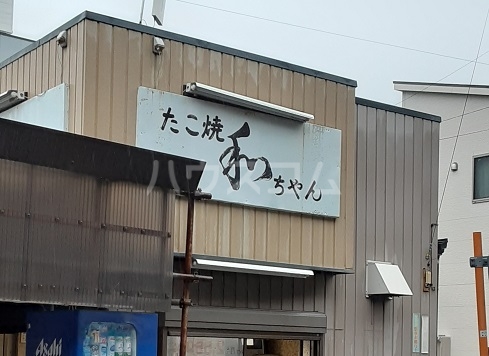 たこ焼
和
ちゃん
ハウスコム
Asahi